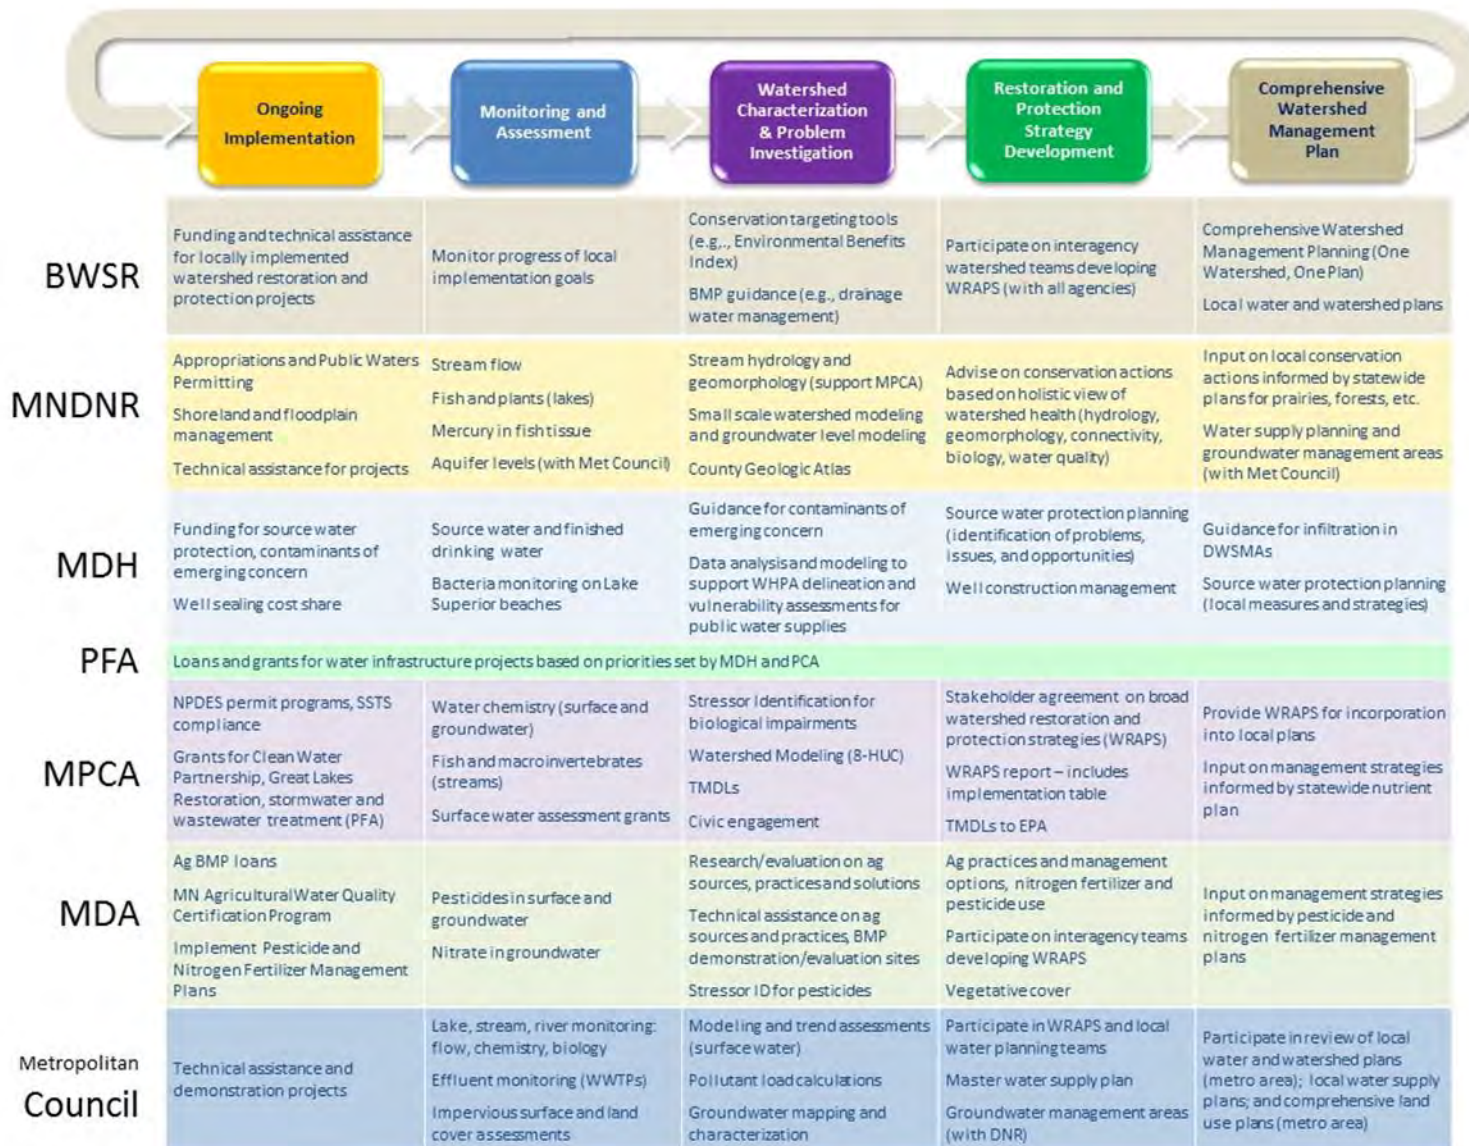 Ongoing
Implementation
Monitoring and
Assessment
Watershed
Characterization
& Problem
Investigation
Restoration and
Protection
Strategy
Development
Comprehensive
Watershed
Management
Plan
BWSR
Funding and technical assistance
for locally implemented
watershed restoration and
protection projects
Monitor progress of local
implementation goals
Conservation targeting tools
(e.g.,. Environmental Benefits
Index)
BMP guidance (e.g., drainage
water management)
Participate on interagency
watershed teams developing
WRAPS (with all agencies)
Comprehensive Watershed
Management Planning (One
Watershed, One Plan)
Local water and watershed plans
MNDNR
Appropriations and Public Waters
Permitting
Shoreland and floodplain
management
Technical assistance for projects
Stream flow
Fish and plants (lakes)
Mercury in fish tissue
Aquifer levels (with Met Council)
Stream hydrology and
geomorphology (support MPCA)
Small scale watershed modeling
and groundwater level modeling
County Geologic Atlas
Advise on conservation actions
based on holistic view of
watershed health (hydrology,
geomorphology, connectivity,
biology, water quality)
Input on local conservation
actions informed by statewide
plans for prairies, forests, etc.
Water supply planning and
groundwater management areas
(with Met Council)
MDH
Funding for source water
protection, contaminants of
emerging concern
Well sealing cost share
Source water and finished
drinking water
Bacteria monitoring on Lake
Superior beaches
Guidance for contaminants of
emerging concern
Data analysis and modeling to
support WHPA delineation and
vulnerability assessments for
public water supplies
Source water protection planning
(identification of problems,
issues, and opportunities)
Well construction management
Guidance for infiltration in
DWSMAs
Source water protection planning
(local measures and strategies)
PFA
Loans and grants for water infrastructure projects based on priorities set by MDH and PCA
MPCA
NPDES permit programs, SSTS
compliance
Grants for Clean Water
Partnership, Great Lakes
Restoration, stormwater and
wastewater treatment (PFA)
Water chemistry (surface and
groundwater)
Fish and macroinvertebrates
(streams)
Surface water assessment grants
Stressor Identification for
biological impairments
Watershed Modeling (8-HUC)
TMDLs
Civic engagement
Stakeholder agreement on broad
watershed restoration and
protection strategies (WRAPS)
WRAPS report – includes
implementation table
TMDLs to EPA
Provide WRAPS for incorporation
into local plans
Input on management strategies
informed by statewide nutrient
plan
MDA
Ag BMP loans
MN Agricultural Water Quality
Certification Program
Implement Pesticide and
Nitrogen Fertilizer Management
Plans
Pesticides in surface and
groundwater
Nitrate in groundwater
Research/evaluation on ag
sources, practices and solutions
Technical assistance on ag
sources and practices, BMP
demonstration/evaluation sites
Stressor ID for pesticides
Ag practices and management
options, nitrogen fertilizer and
pesticide use
Participate on interagency teams
developing WRAPS
Vegetative cover
Input on management strategies
informed by pesticide and
nitrogen fertilizer management
plans
Metropolitan
Council
Technical assistance and
demonstration projects
Lake, stream, river monitoring:
flow, chemistry, biology
Effluent monitoring (WWTPs)
Impervious surface and land
cover assessments
Modeling and trend assessments
(surface water)
Pollutant load calculations
Groundwater mapping and
characterization
Participate in WRAPS and local
water planning teams
Master water supply plan
Groundwater management areas
(with DNR)
Participate in review of local
water and watershed plans
(metro area); local water supply
plans; and comprehensive land
use plans (metro area)